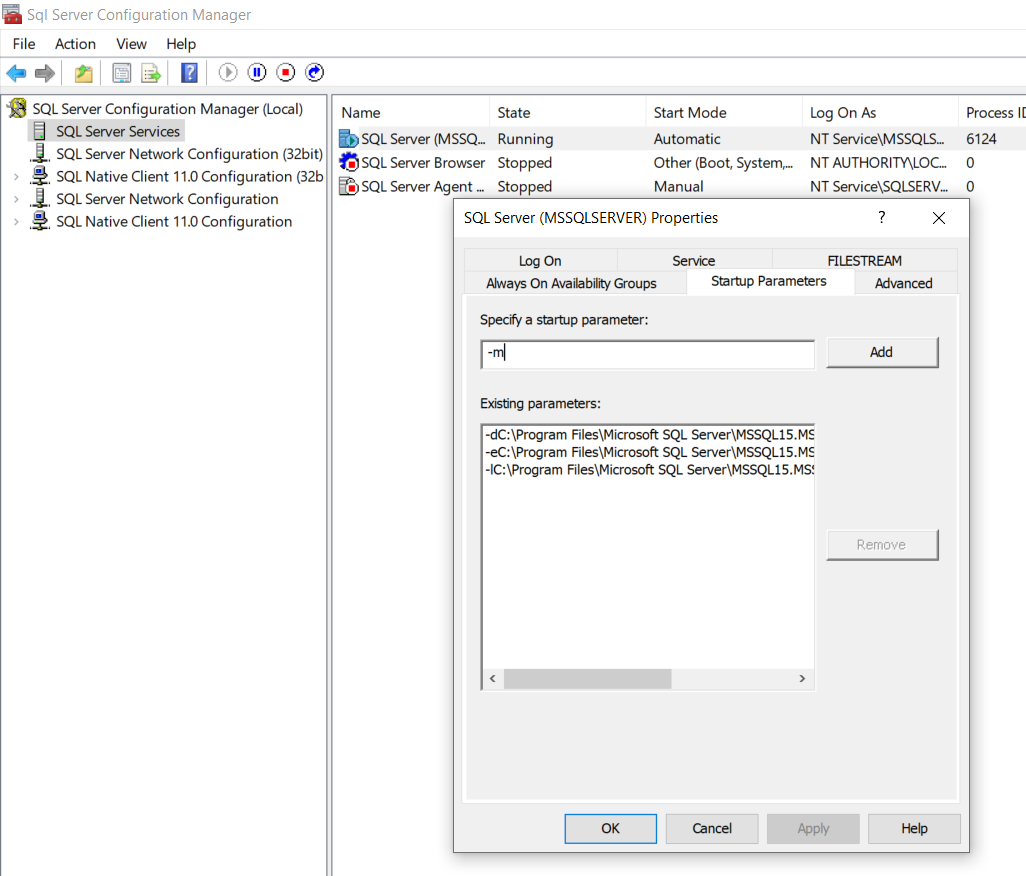 Sql Server Configuration Manager
File Action View Help
SQL Server Configuration Manager (Local)
SQL Server Services
SQL Server Network Configuration (32bit)
SQL Native Client 11.0 Configuration (32b
SQL Server Network Configuration
SQL Native Client 11.0 Configuration
Name State Start Mode Log On As Process ID
SQL Server (MSSQ... Running Automatic NT Service\MSSQLS... 6124
SQL Server Browser Stopped Other (Boot, System,... NT AUTHORITY\LOC... 0
SQL Server Agent ... Stopped Manual NT Service\SQLSERV... 0
SQL Server (MSSQLSERVER) Properties ?
Log On Service FILESTREAM
Always On Availability Groups Startup Parameters Advanced
Specify a startup parameter:
-m Add
Existing parameters:
-dC:\Program Files\Microsoft SQL Server\MSSQL15.MS
-eC:\Program Files\Microsoft SQL Server\MSSQL15.MS
-lC:\Program Files\Microsoft SQL Server\MSSQL15.MSS
Remove
OK Cancel Apply Help